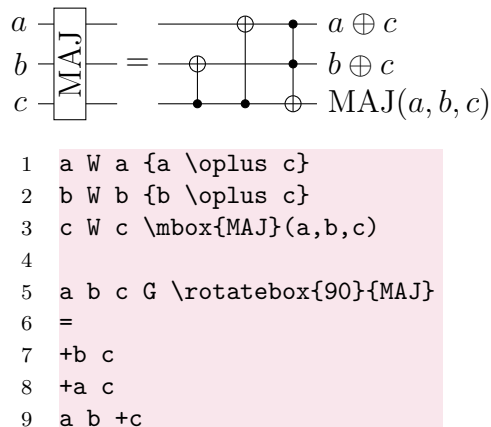 a MAJ = a ⊕ c
b b ⊕ c
c MAJ(a, b, c)
1 a W a {a \oplus c}
2 b W b {b \oplus c}
3 c W c \mbox{MAJ}(a,b,c)
4
5 a b c G \rotatebox{90}{MAJ}
6 =
7 +b c
8 +a c
9 a b +c